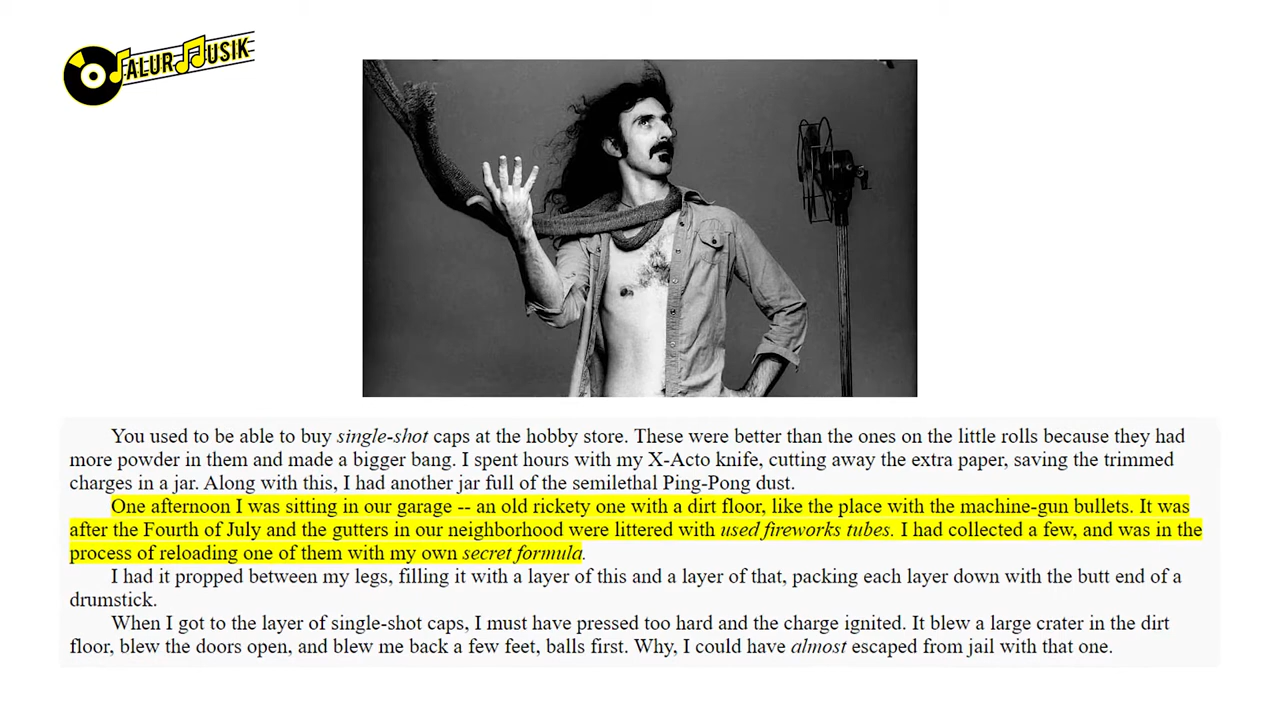 JALUR MUSIK
You used to be able to buy single-shot caps at the hobby store. These were better than the ones on the little rolls because they had
more powder in them and made a bigger bang. I spent hours with my X-Acto knife, cutting away the extra paper, saving the trimmed
charges in a jar. Along with this, I had another jar full of the semilethal Ping-Pong dust.
One afternoon I was sitting in our garage -- an old rickety one with a dirt floor, like the place with the machine-gun bullets. It was
after the Fourth of July and the gutters in our neighborhood were littered with used fireworks tubes. I had collected a few, and was in the
process of reloading one of them with my own secret formula.
I had it propped between my legs, filling it with a layer of this and a layer of that, packing each layer down with the butt end of a
drumstick.
When I got to the layer of single-shot caps, I must have pressed too hard and the charge ignited. It blew a large crater in the dirt
floor, blew the doors open, and blew me back a few feet, balls first. Why, I could have almost escaped from jail with that one.